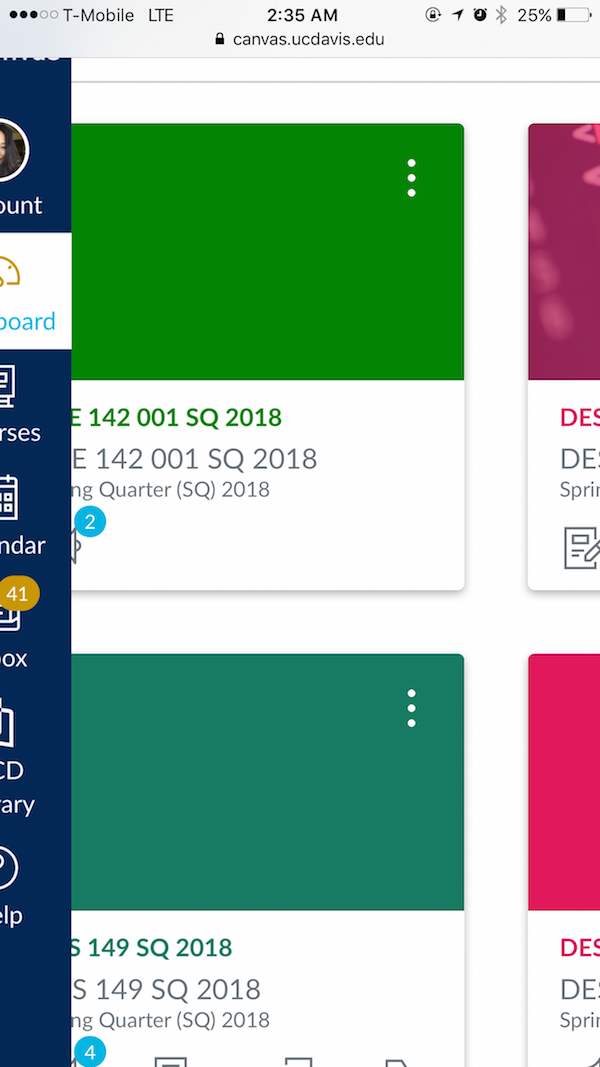 T-Mobile LTE 2:35 AM 25%
canvas.ucdavis.edu
ount
board
rses
ndar
41
box
CD
rary
elp
E 142 001 SQ 2018
E 142 001 SQ 2018
ng Quarter (SQ) 2018
2
DES
DES
Sprin
S 149 SQ 2018
S 149 SQ 2018
ng Quarter (SQ) 2018
4
DES
DES
Sprin